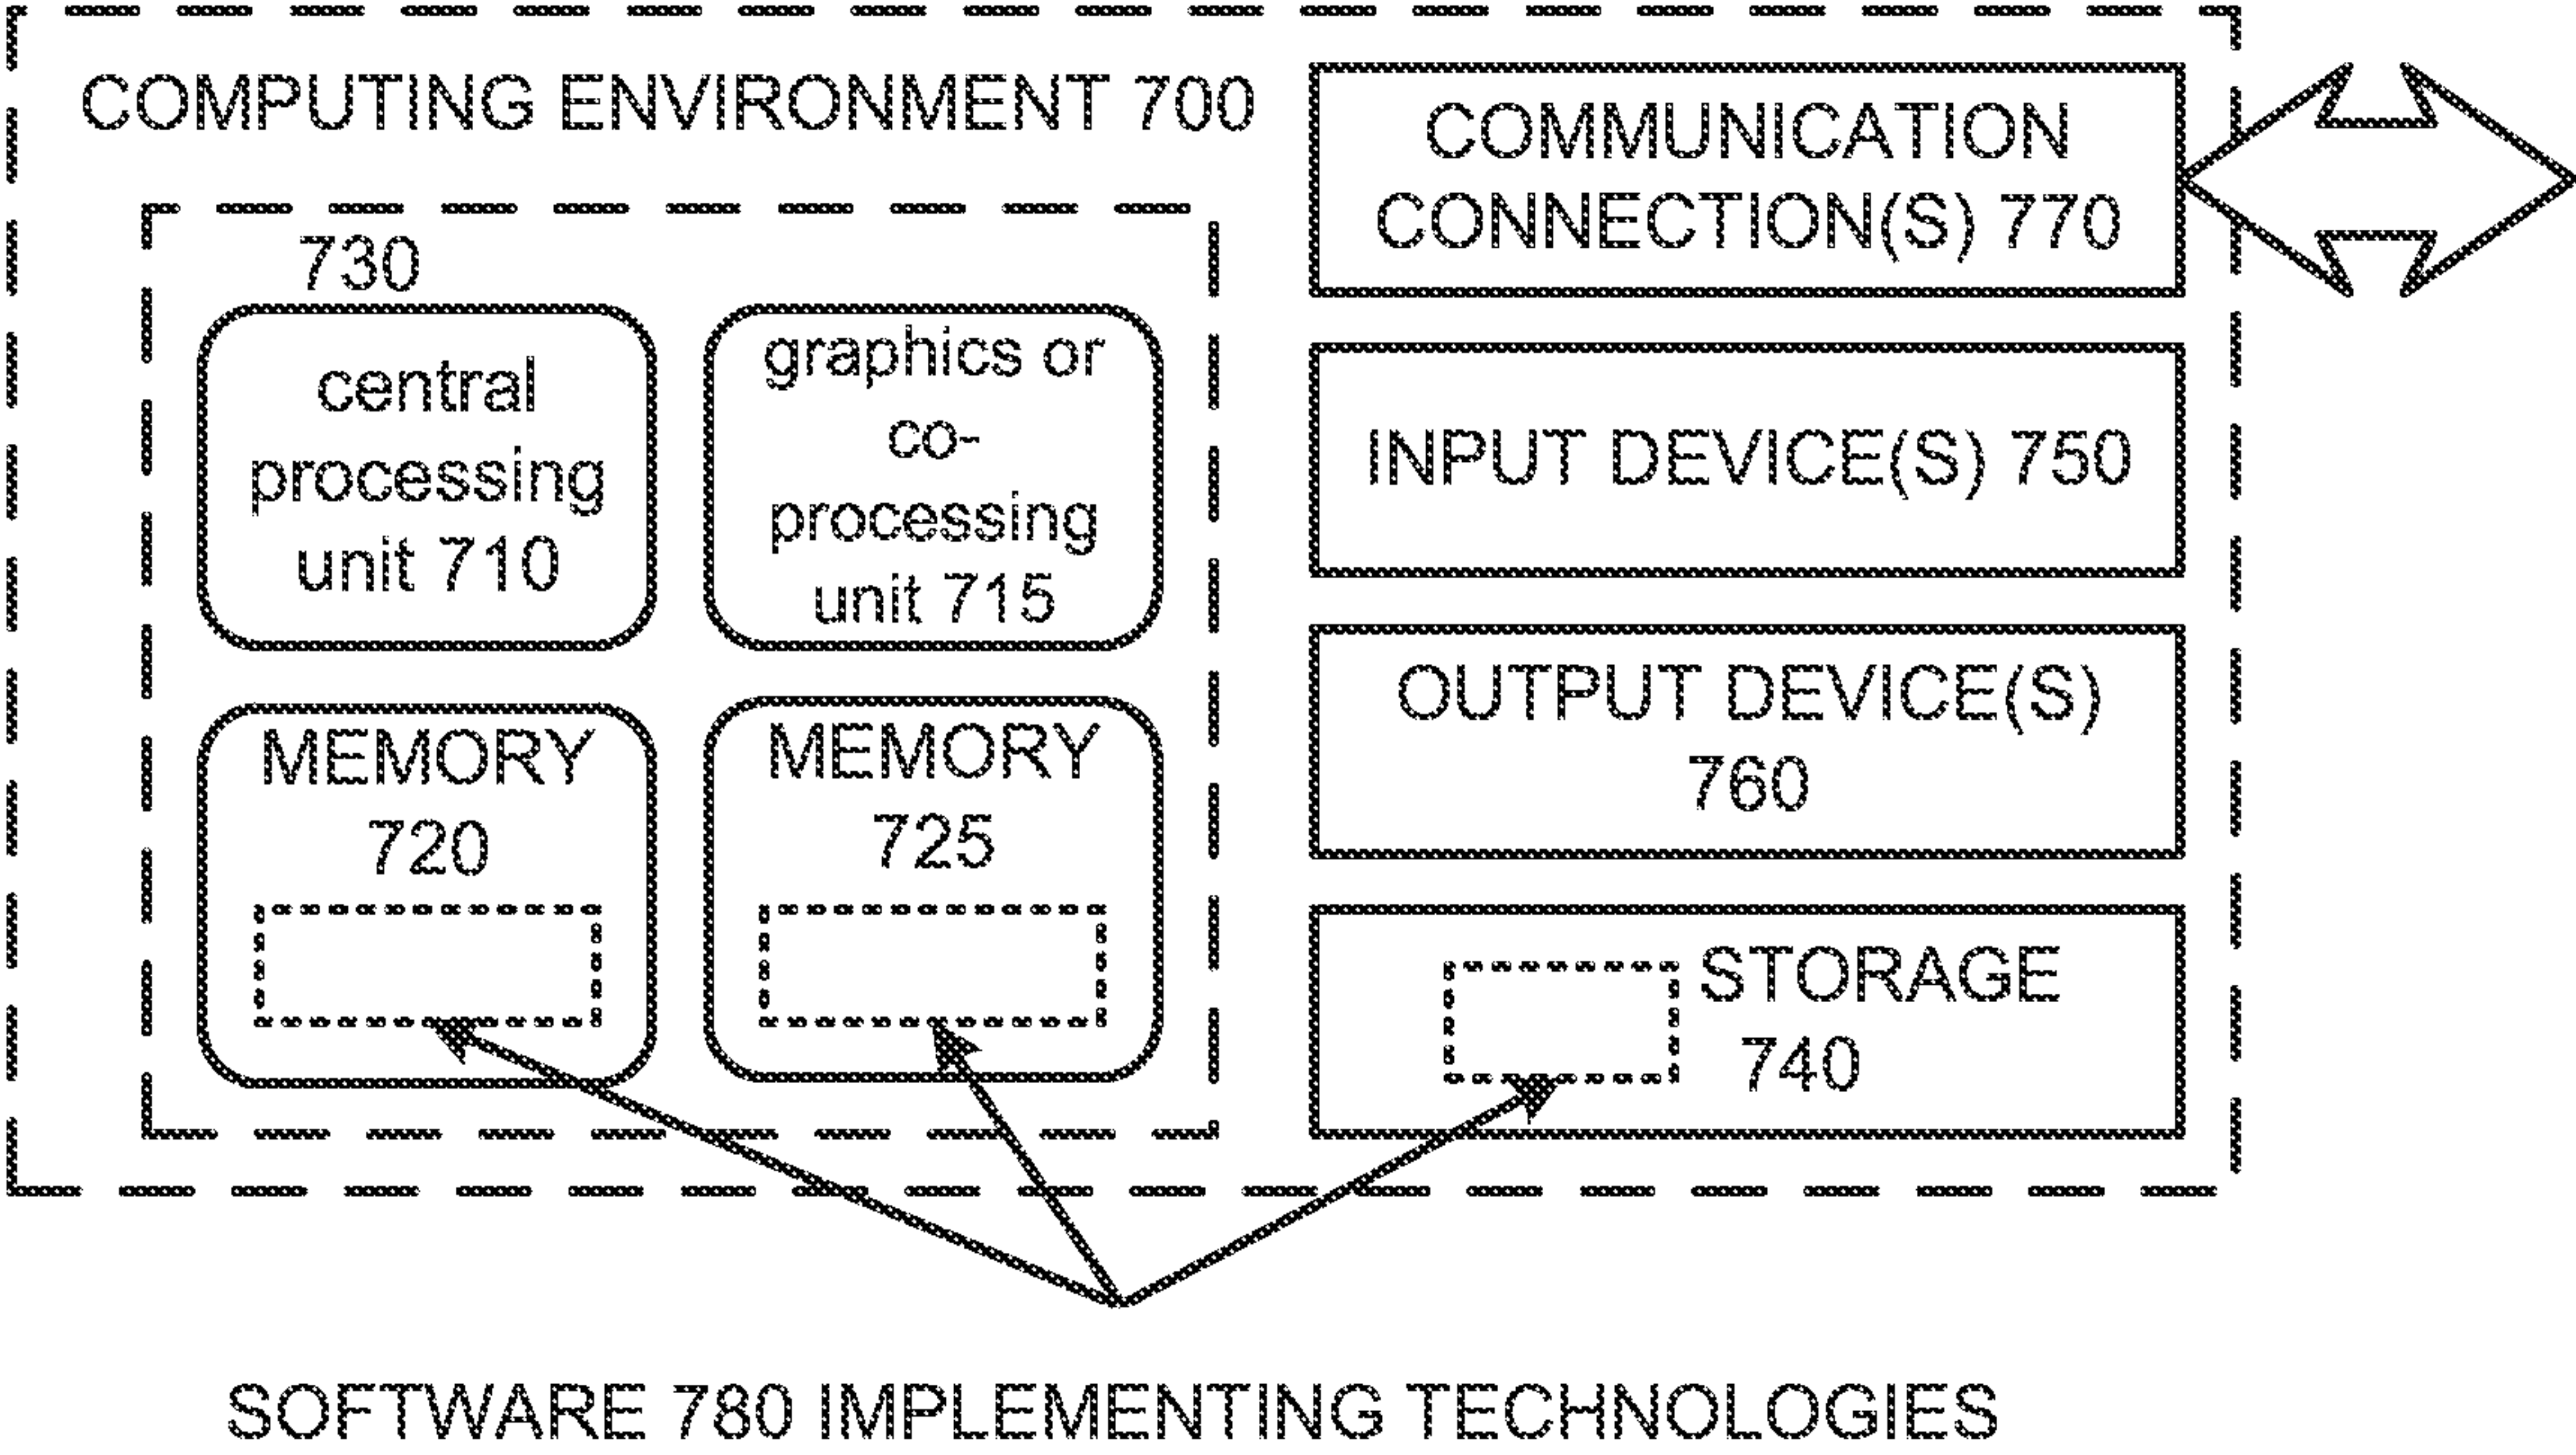 COMPUTING ENVIRONMENT 700
730
central
processing
unit 710
graphics or
co-
processing
unit 715
MEMORY
720
MEMORY
725
COMMUNICATION
CONNECTION(S) 770
INPUT DEVICE(S) 750
OUTPUT DEVICE(S)
760
STORAGE
740
SOFTWARE 780 IMPLEMENTING TECHNOLOGIES